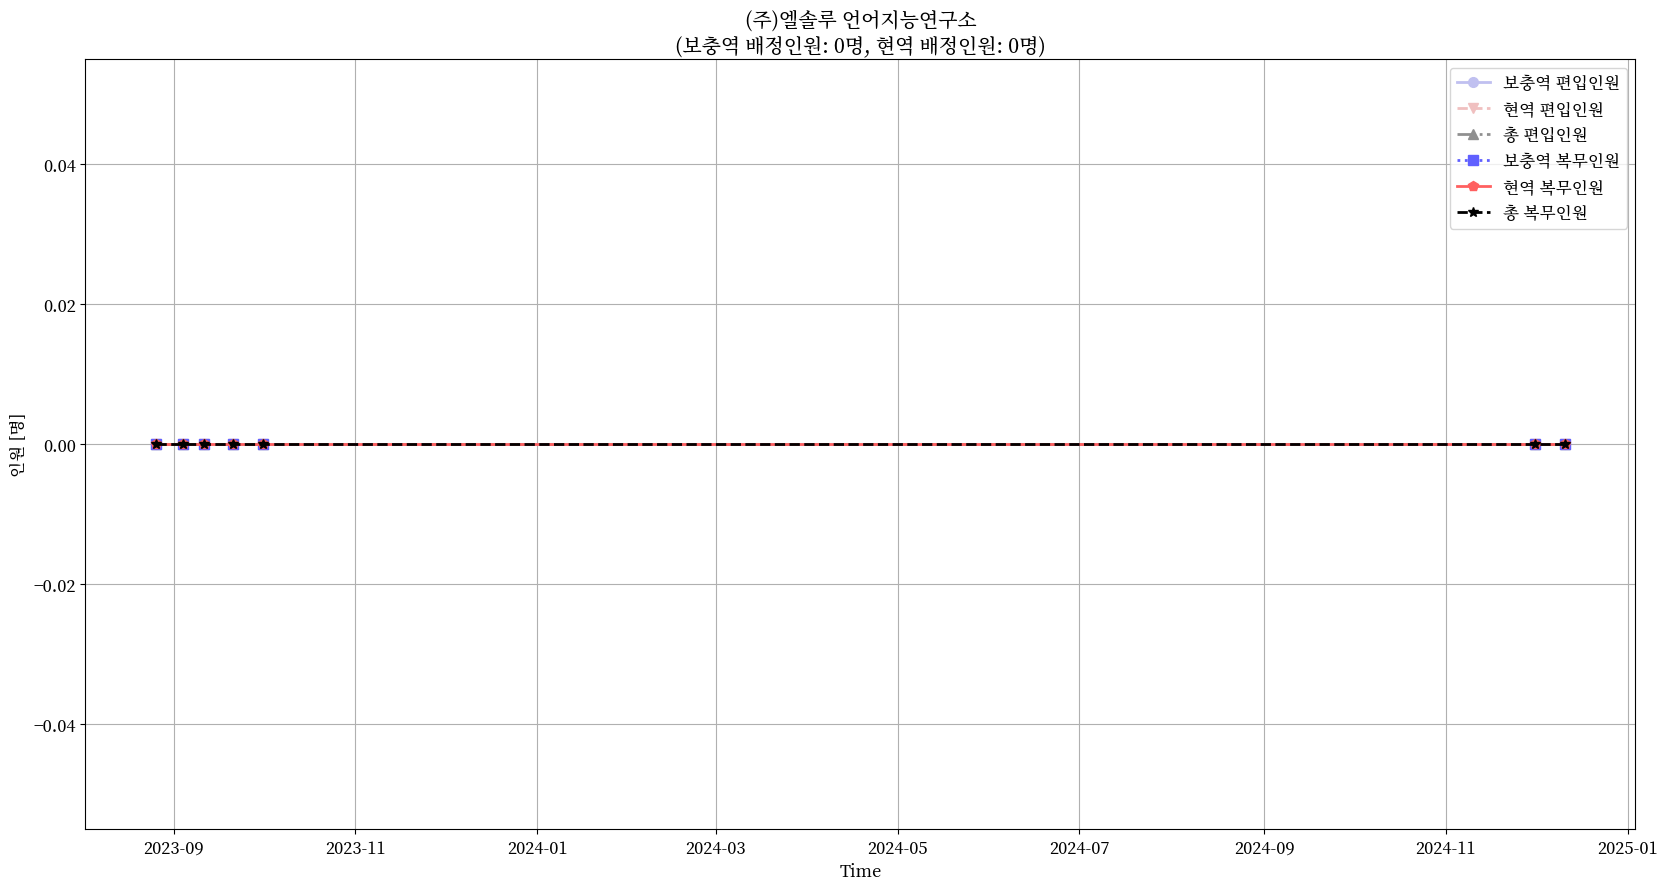 (주)엘솔루 언어지능연구소
(보충역 배정인원: 0명, 현역 배정인원: 0명)
보충역 편입인원
현역 편입인원
총 편입인원
보충역 복무인원
현역 복무인원
총 복무인원
0.04
0.02
0.00
−0.02
−0.04
인원 [명]
2023-09
2023-11
2024-01
2024-03
2024-05
2024-07
2024-09
2024-11
2025-01
Time